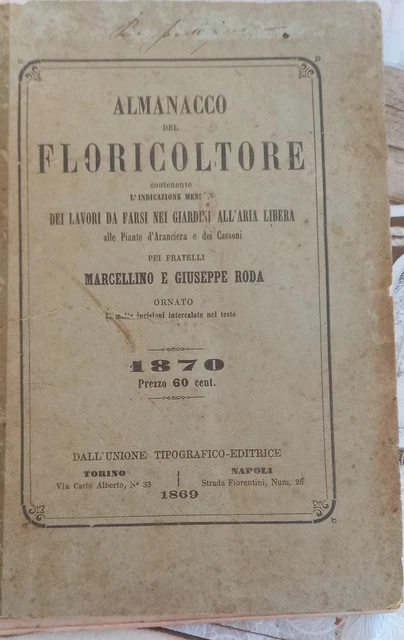 ALMANACCO
DEL
FLORICOLTORE
contenente
L'INDICAZIONE
DEI LAVORI DA FARSI NEI GIARDINI ALL'ARIA LIBERA
alle Piante d'Aranciera e dei Cassoni
PEI FRATELLI
MARCELLINO E GIUSEPPE RODA
ORNATO
di molte incisioni intercalate nel testo
1870
Prezzo 60 cent.
DALL'UNIONE TIPOGRAFICO-EDITRICE
TORINO NAPOLI
Via Carlo Alberto, N° 33 Strada Fiorentini, Num. 26
1869